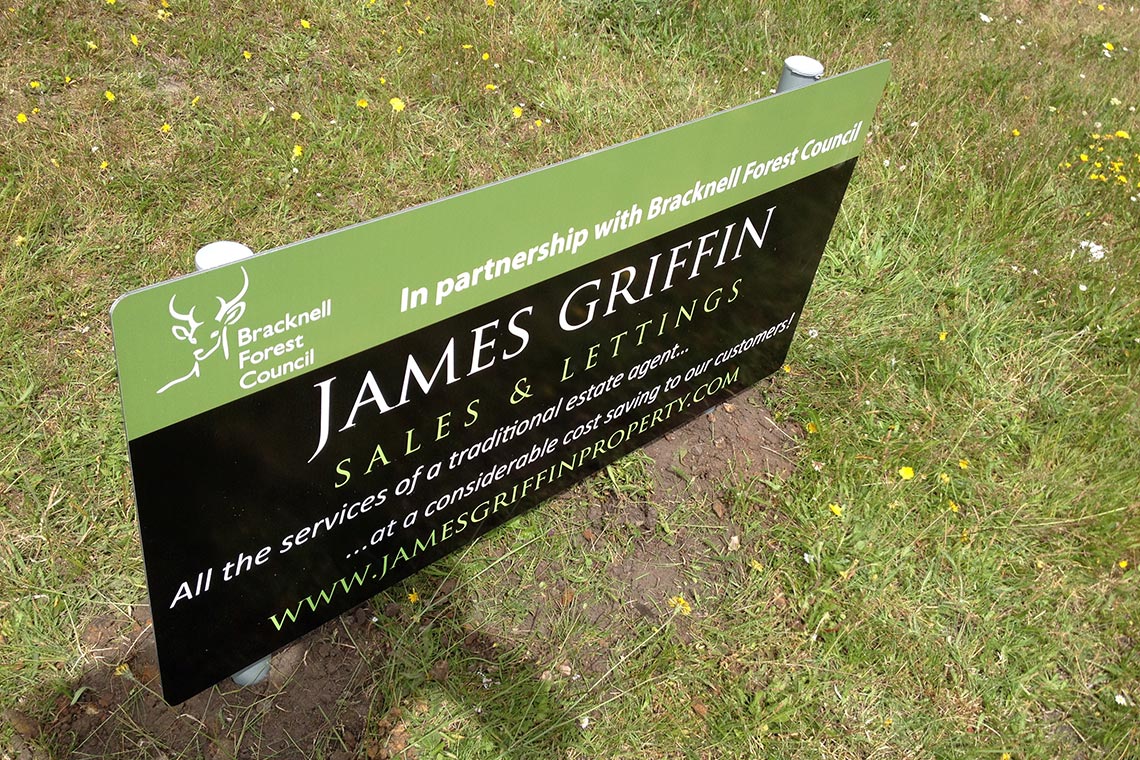 In partnership with Bracknell Forest Council
Bracknell
Forest
Council
JAMES GRIFFIN
SALES & LETTINGS
All the services of a traditional estate agent...
...at a considerable cost saving to our customers!
WWW.JAMESGRIFFINPROPERTY.COM